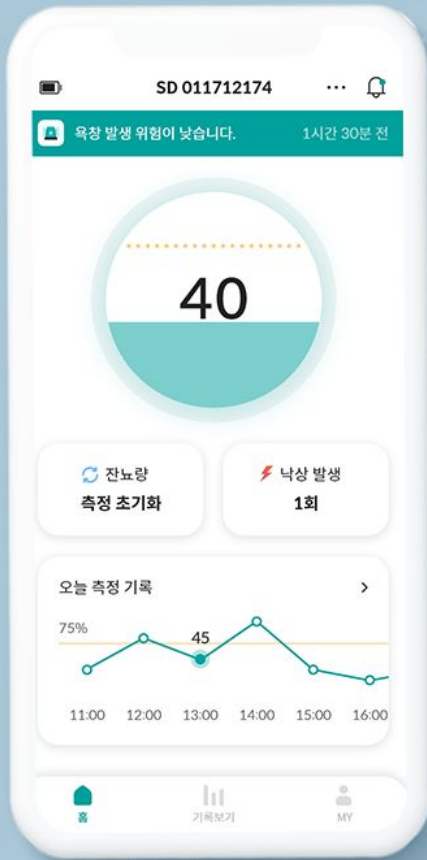 SD 011712174
욕창 발생 위험이 낮습니다. 1시간 30분 전
40
잔뇨량
측정 초기화
낙상 발생
1회
오늘 측정 기록
75%
45
11:00 12:00 13:00 14:00 15:00 16:00
홈 기록보기 MY